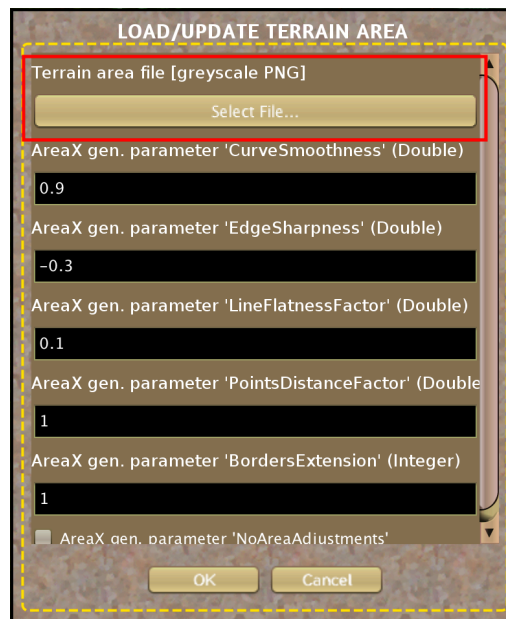 LOAD/UPDATE TERRAIN AREA
Terrain area file [greyscale PNG]
Select File...
AreaX gen. parameter 'CurveSmoothness' (Double)
0.9
AreaX gen. parameter 'EdgeSharpness' (Double)
-0.3
AreaX gen. parameter 'LineFlatnessFactor' (Double)
0.1
AreaX gen. parameter 'PointsDistanceFactor' (Double
1
AreaX gen. parameter 'BordersExtension' (Integer)
1
AreaX gen. parameter 'NoAreaAdjustments'
OK Cancel